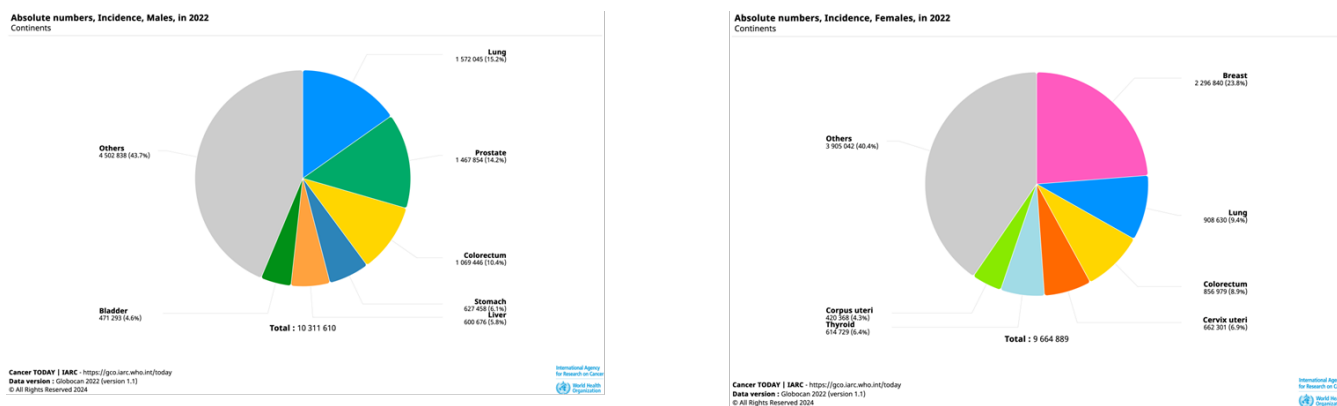 Absolute numbers, Incidence, Males, in 2022
Continents
Lung
1 572 045 (15.2%)
Prostate
1 467 854 (14.2%)
Colorectum
1 069 446 (10.4%)
Stomach
627 458 (6.1%)
Liver
600 676 (5.8%)
Bladder
471 293 (4.6%)
Others
4 502 838 (43.7%)
Total : 10 311 610
Cancer TODAY | IARC - https://gco.iarc.who.int/today
Data version : Globocan 2022 (version 1.1)
© All Rights Reserved 2024
International Agency
for Research on Cancer
World Health
Organization
Absolute numbers, Incidence, Females, in 2022
Continents
Breast
2 296 840 (23.8%)
Lung
908 630 (9.4%)
Colorectum
856 979 (8.9%)
Cervix uteri
662 301 (6.9%)
Thyroid
614 729 (6.4%)
Corpus uteri
420 368 (4.3%)
Others
3 905 042 (40.4%)
Total : 9 664 889
Cancer TODAY | IARC - https://gco.iarc.who.int/today
Data version : Globocan 2022 (version 1.1)
© All Rights Reserved 2024
International Agen
for Research on C
World He